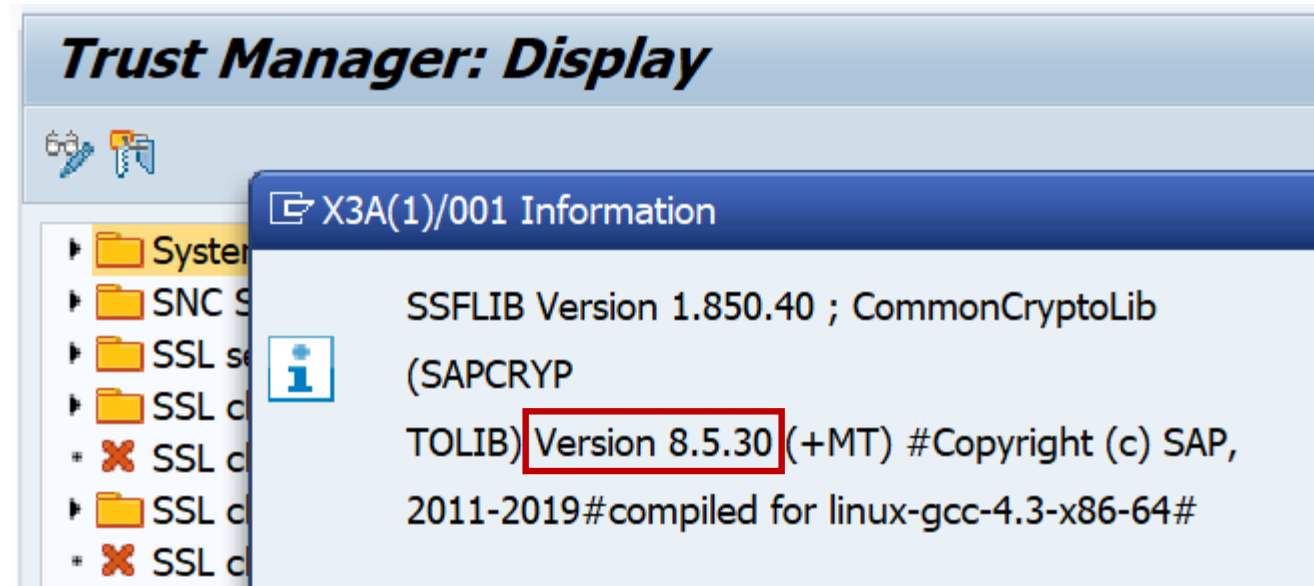 Trust Manager: Display
X3A(1)/001 Information
SNC
SSL
SSL
SSL
SSL
SSL
SSFLIB Version 1.850.40 ; CommonCryptoLib
(SAPCRYP
TOLIB) Version 8.5.30 (+MT) #Copyright (c) SAP,
2011-2019#compiled for linux-gcc-4.3-x86-64#